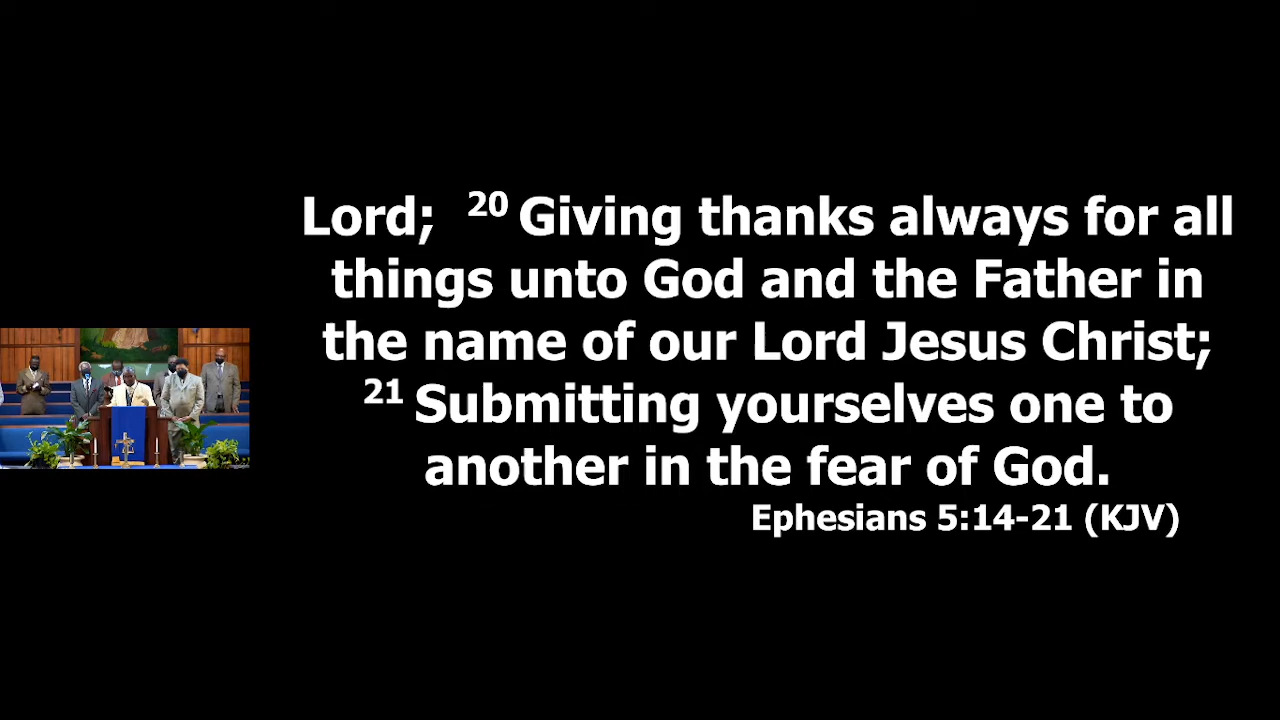 Lord; 20 Giving thanks always for all
things unto God and the Father in
the name of our Lord Jesus Christ;
21 Submitting yourselves one to
another in the fear of God.
Ephesians 5:14-21 (KJV)